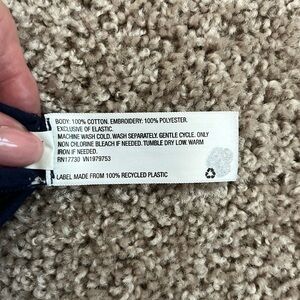 BODY: 100% COTTON. EMBROIDERY: 100% POLYESTER.
EXCLUSIVE OF ELASTIC.
MACHINE WASH COLD. WASH SEPARATELY. GENTLE CYCLE. ONLY
NON CHLORINE BLEACH IF NEEDED. TUMBLE DRY LOW. WARM
IRON IF NEEDED.
RN17730 VN1979753
LABEL MADE FROM 100% RECYCLED PLASTIC